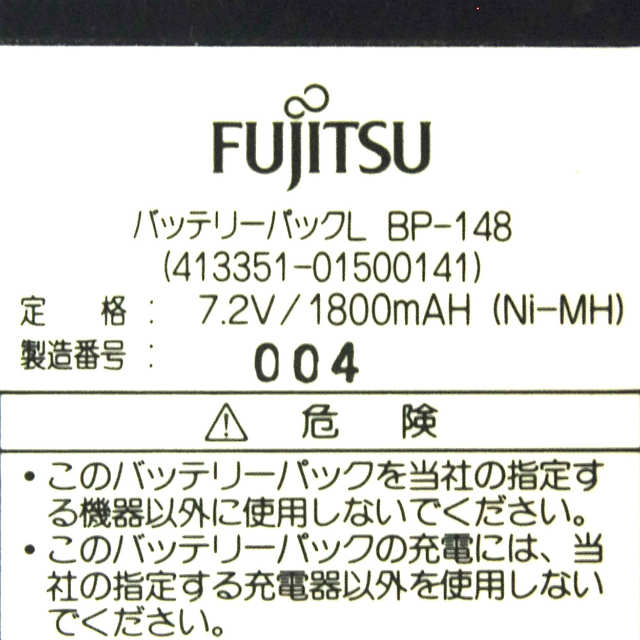 FUJITSU
バッテリーパックL BP-148
(413351-01500141)
定 格 : 7.2V/1800mAH (Ni-MH)
製造番号 : 004
⚠ 危 険
・このバッテリーパックを当社の指定す
る機器以外に使用しないでください。
・このバッテリーパックの充電には、当
社の指定する充電器以外を使用しない
でください。